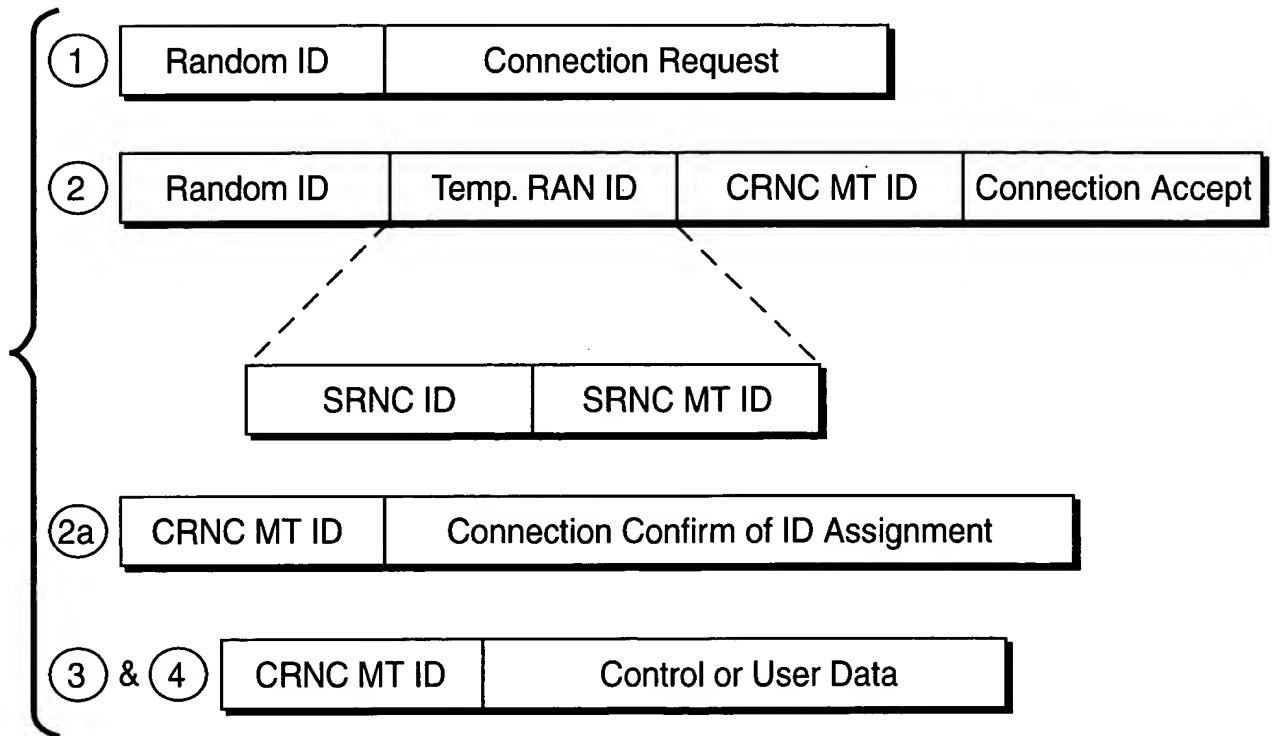 1 Random ID Connection Request
2 Random ID Temp. RAN ID CRNC MT ID Connection Accept
SRNC ID SRNC MT ID
2a CRNC MT ID Connection Confirm of ID Assignment
3 & 4 CRNC MT ID Control or User Data